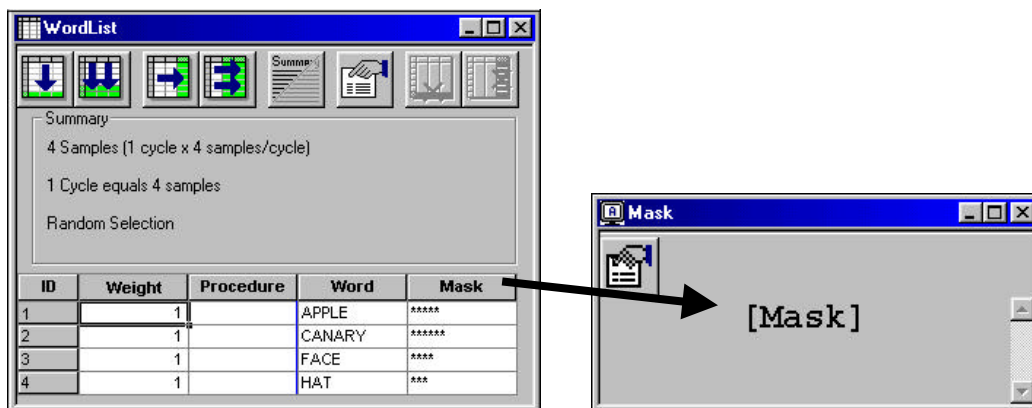 WordList
Summary
Summary
4 Samples (1 cycle x 4 samples/cycle)
1 Cycle equals 4 samples
Random Selection
ID Weight Procedure Word Mask
1 1 APPLE *****
2 1 CANARY ******
3 1 FACE ****
4 1 HAT ***
A Mask
[Mask]